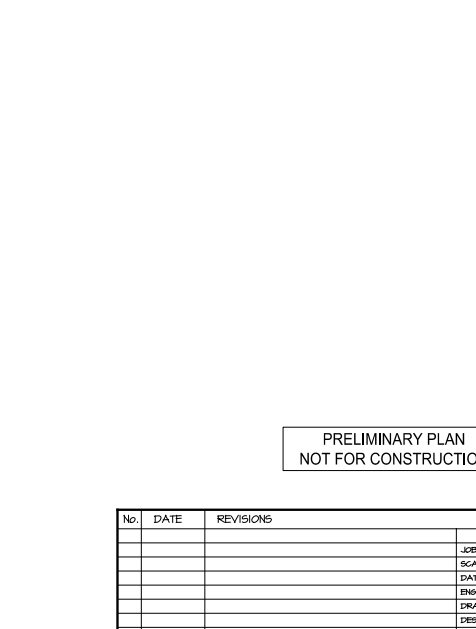 PRELIMINARY PLAN
NOT FOR CONSTRUCTIO
No. DATE REVISIONS
JOB
SCA
DAT
ENG
DRA
DES